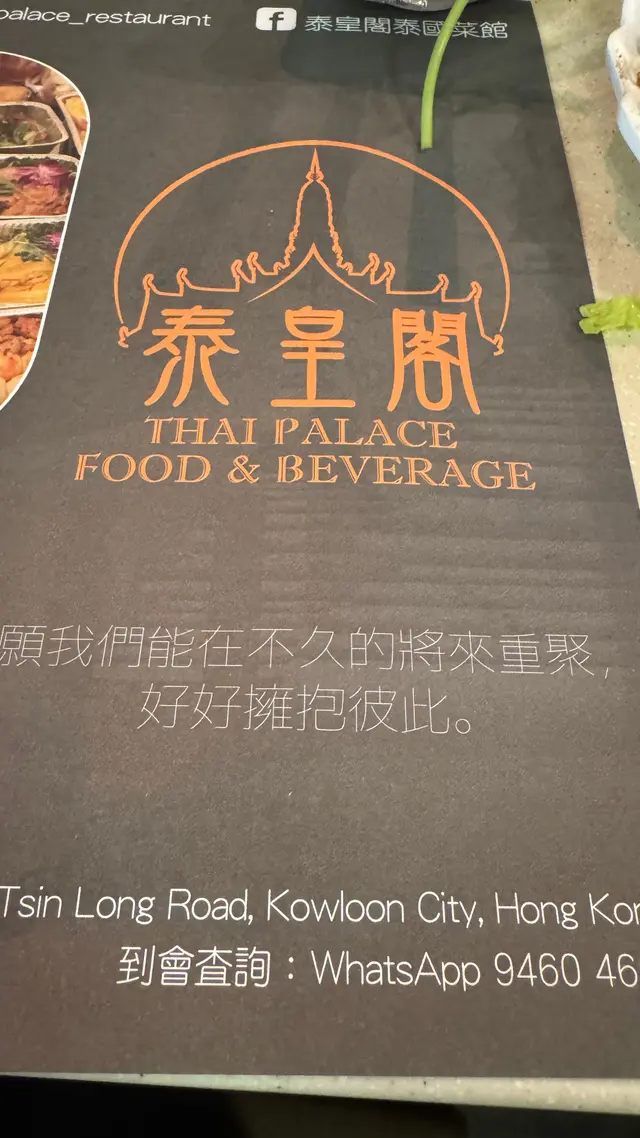 palace_restaurant
泰皇閣泰國菜館
泰皇閣
THAI PALACE
FOOD & BEVERAGE
願我們能在不久的將來重聚,
好好擁抱彼此。
Tsin Long Road, Kowloon City, Hong Kon
到會查詢：WhatsApp 9460 46